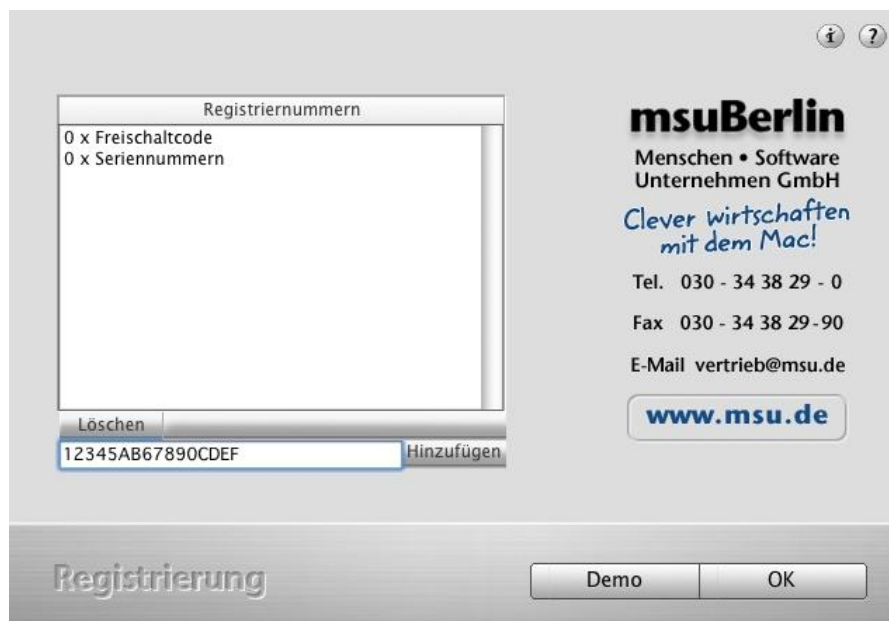 i ?
Registriernummern
0 x Freischaltcode
0 x Seriennummern
Löschen
12345AB67890CDEF Hinzufügen
msuBerlin
Menschen • Software
Unternehmen GmbH
Clever wirtschaften
mit dem Mac!
Tel. 030 - 34 38 29 - 0
Fax 030 - 34 38 29-90
E-Mail vertrieb@msu.de
www.msu.de
Registrierung
Demo OK